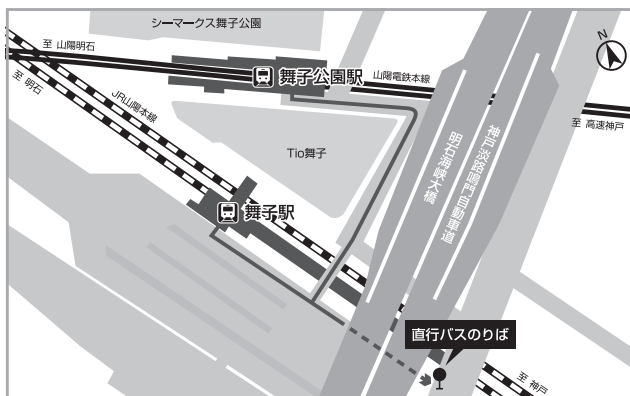 シーマークス舞子公園
至 山陽明石
舞子公園駅
山陽電鉄本線
N
至 明石
JR山陽本線
至 高速神戸
Tio舞子
明石海峡大橋
神戸淡路鳴門自動車道
舞子駅
直行バスのりば
至 神戸